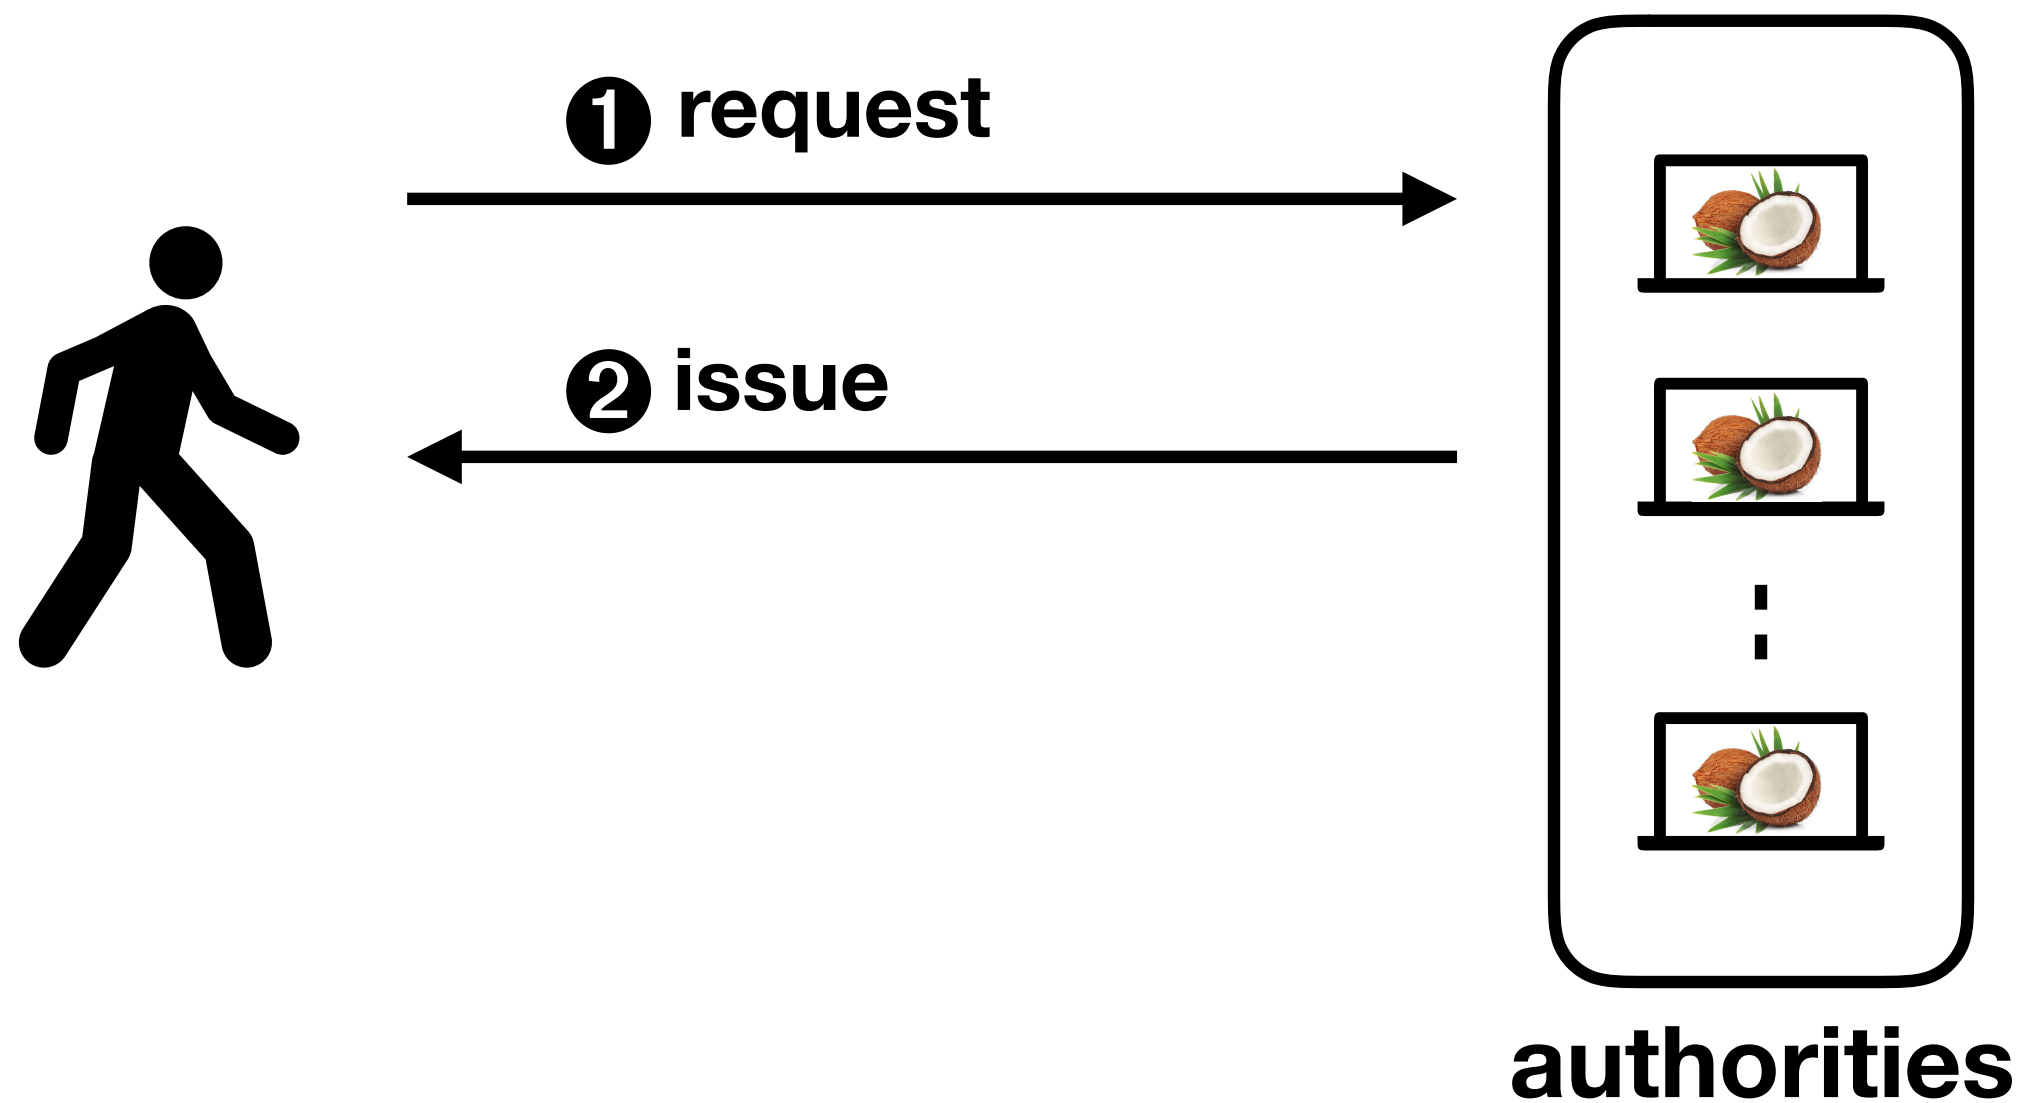 ❶ request
❷ issue
authorities